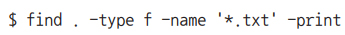 $ find . -type f -name '*.txt' -print